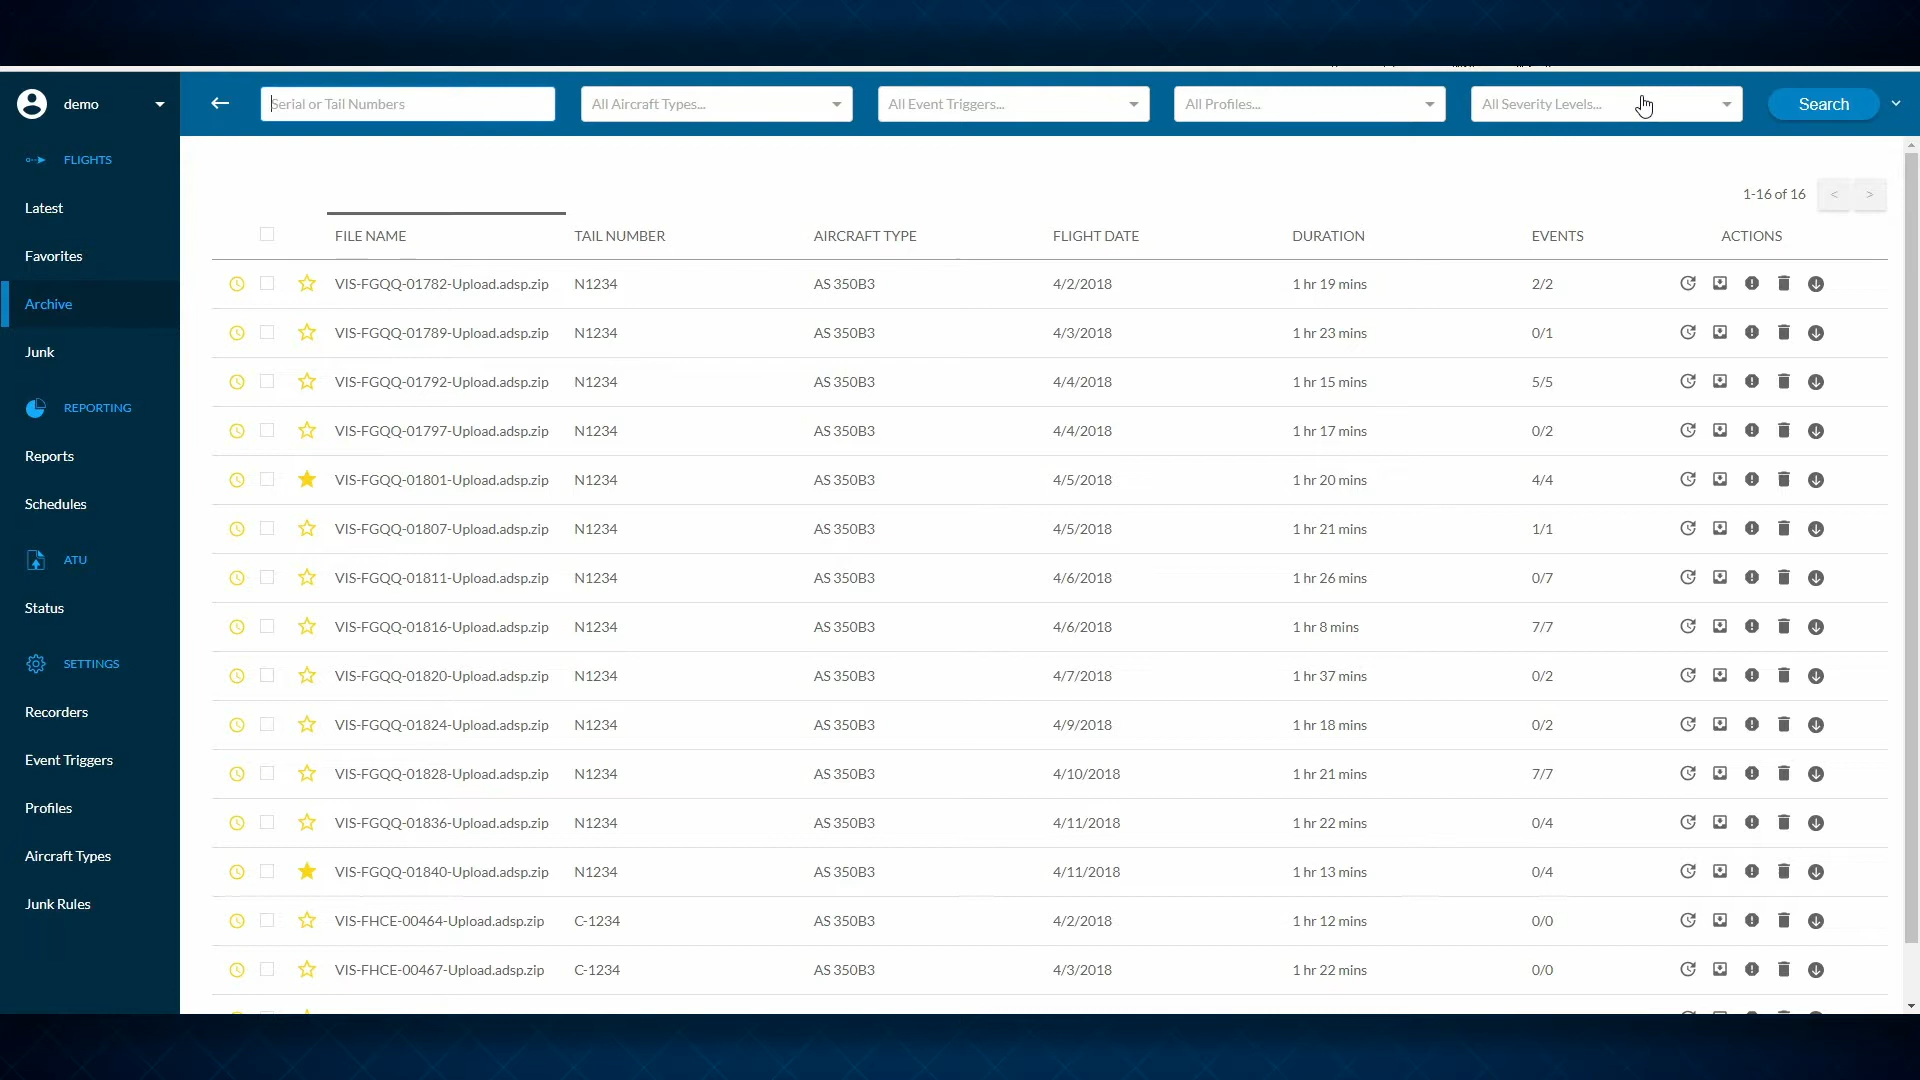 demo
Serial or Tail Numbers
All Aircraft Types...
All Event Triggers...
All Profiles...
All Severity Levels...
Search
FLIGHTS
Latest
Favorites
Archive
Junk
REPORTING
Reports
Schedules
ATU
Status
SETTINGS
Recorders
Event Triggers
Profiles
Aircraft Types
Junk Rules
1-16 of 16 < >
FILE NAME TAIL NUMBER AIRCRAFT TYPE FLIGHT DATE DURATION EVENTS ACTIONS
VIS-FGQQ-01782-Upload.adsp.zip N1234 AS 350B3 4/2/2018 1 hr 19 mins 2/2
VIS-FGQQ-01789-Upload.adsp.zip N1234 AS 350B3 4/3/2018 1 hr 23 mins 0/1
VIS-FGQQ-01792-Upload.adsp.zip N1234 AS 350B3 4/4/2018 1 hr 15 mins 5/5
VIS-FGQQ-01797-Upload.adsp.zip N1234 AS 350B3 4/4/2018 1 hr 17 mins 0/2
VIS-FGQQ-01801-Upload.adsp.zip N1234 AS 350B3 4/5/2018 1 hr 20 mins 4/4
VIS-FGQQ-01807-Upload.adsp.zip N1234 AS 350B3 4/5/2018 1 hr 21 mins 1/1
VIS-FGQQ-01811-Upload.adsp.zip N1234 AS 350B3 4/6/2018 1 hr 26 mins 0/7
VIS-FGQQ-01816-Upload.adsp.zip N1234 AS 350B3 4/6/2018 1 hr 8 mins 7/7
VIS-FGQQ-01820-Upload.adsp.zip N1234 AS 350B3 4/7/2018 1 hr 37 mins 0/2
VIS-FGQQ-01824-Upload.adsp.zip N1234 AS 350B3 4/9/2018 1 hr 18 mins 0/2
VIS-FGQQ-01828-Upload.adsp.zip N1234 AS 350B3 4/10/2018 1 hr 21 mins 7/7
VIS-FGQQ-01836-Upload.adsp.zip N1234 AS 350B3 4/11/2018 1 hr 22 mins 0/4
VIS-FGQQ-01840-Upload.adsp.zip N1234 AS 350B3 4/11/2018 1 hr 13 mins 0/4
VIS-FHCE-00464-Upload.adsp.zip C-1234 AS 350B3 4/2/2018 1 hr 12 mins 0/0
VIS-FHCE-00467-Upload.adsp.zip C-1234 AS 350B3 4/3/2018 1 hr 22 mins 0/0